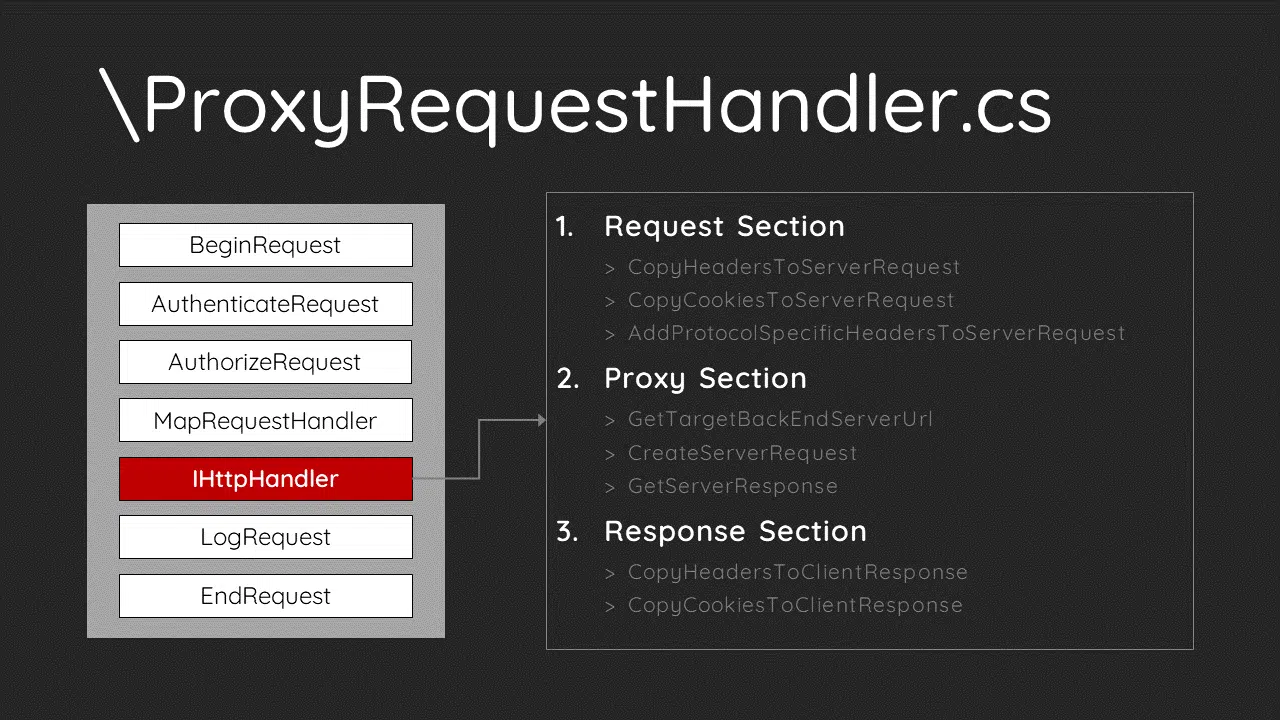 \ProxyRequestHandler.cs
BeginRequest
AuthenticateRequest
AuthorizeRequest
MapRequestHandler
IHttpHandler
LogRequest
EndRequest
1. Request Section
> CopyHeadersToServerRequest
> CopyCookiesToServerRequest
> AddProtocolSpecificHeadersToServerRequest
2. Proxy Section
> GetTargetBackEndServerUrl
> CreateServerRequest
> GetServerResponse
3. Response Section
> CopyHeadersToClientResponse
> CopyCookiesToClientResponse